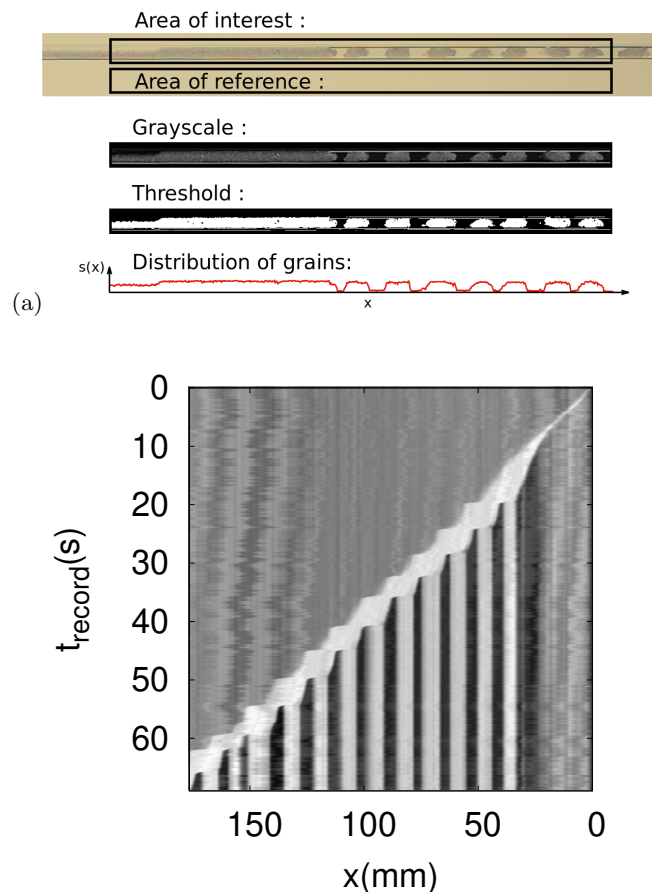 Area of interest :
Area of reference :
Grayscale :
Threshold :
s(x)
Distribution of grains:
x
(a)
0
10
20
30
40
50
60
t_record(s)
150
100
50
0
x(mm)